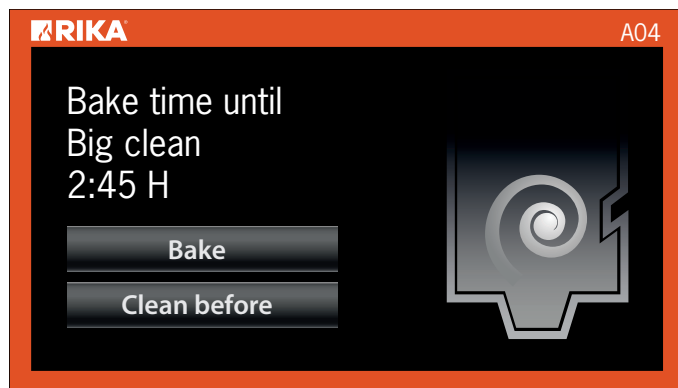 RIKA
A04
Bake time until
Big clean
2:45 H
Bake
Clean before